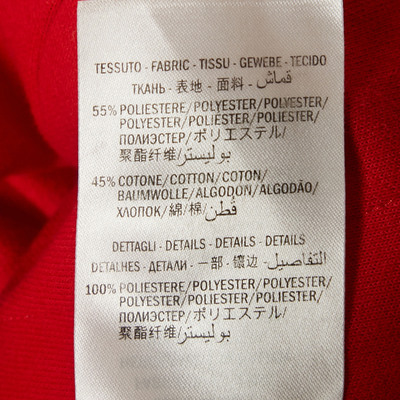 TESSUTO - FABRIC - TISSU - GEWEBE - TECIDO
ТКАНЬ - 表地 - 面料 - قماش
55% POLIESTERE/POLYESTER/POLYESTER/
POLYESTER/POLIÉSTER/POLIESTER/
ПОЛИЭСТЕР/ポリエステル/
聚酯纤维/بوليستر
45% COTONE/COTTON/COTON/
BAUMWOLLE/ALGODON/ALGODÃO/
ХЛОПОК/綿/棉/قطن
DETTAGLI - DETAILS - DETAILS - DETAILS
DETALHES - ДЕТАЛИ - 一部 - 镶边 - التفاصيل
100% POLIESTERE/POLYESTER/POLYESTER/
POLYESTER/POLIESTER/POLIESTER/
ПОЛИЭСТЕР/ポリエステル/
聚酯纤维/بوليستر